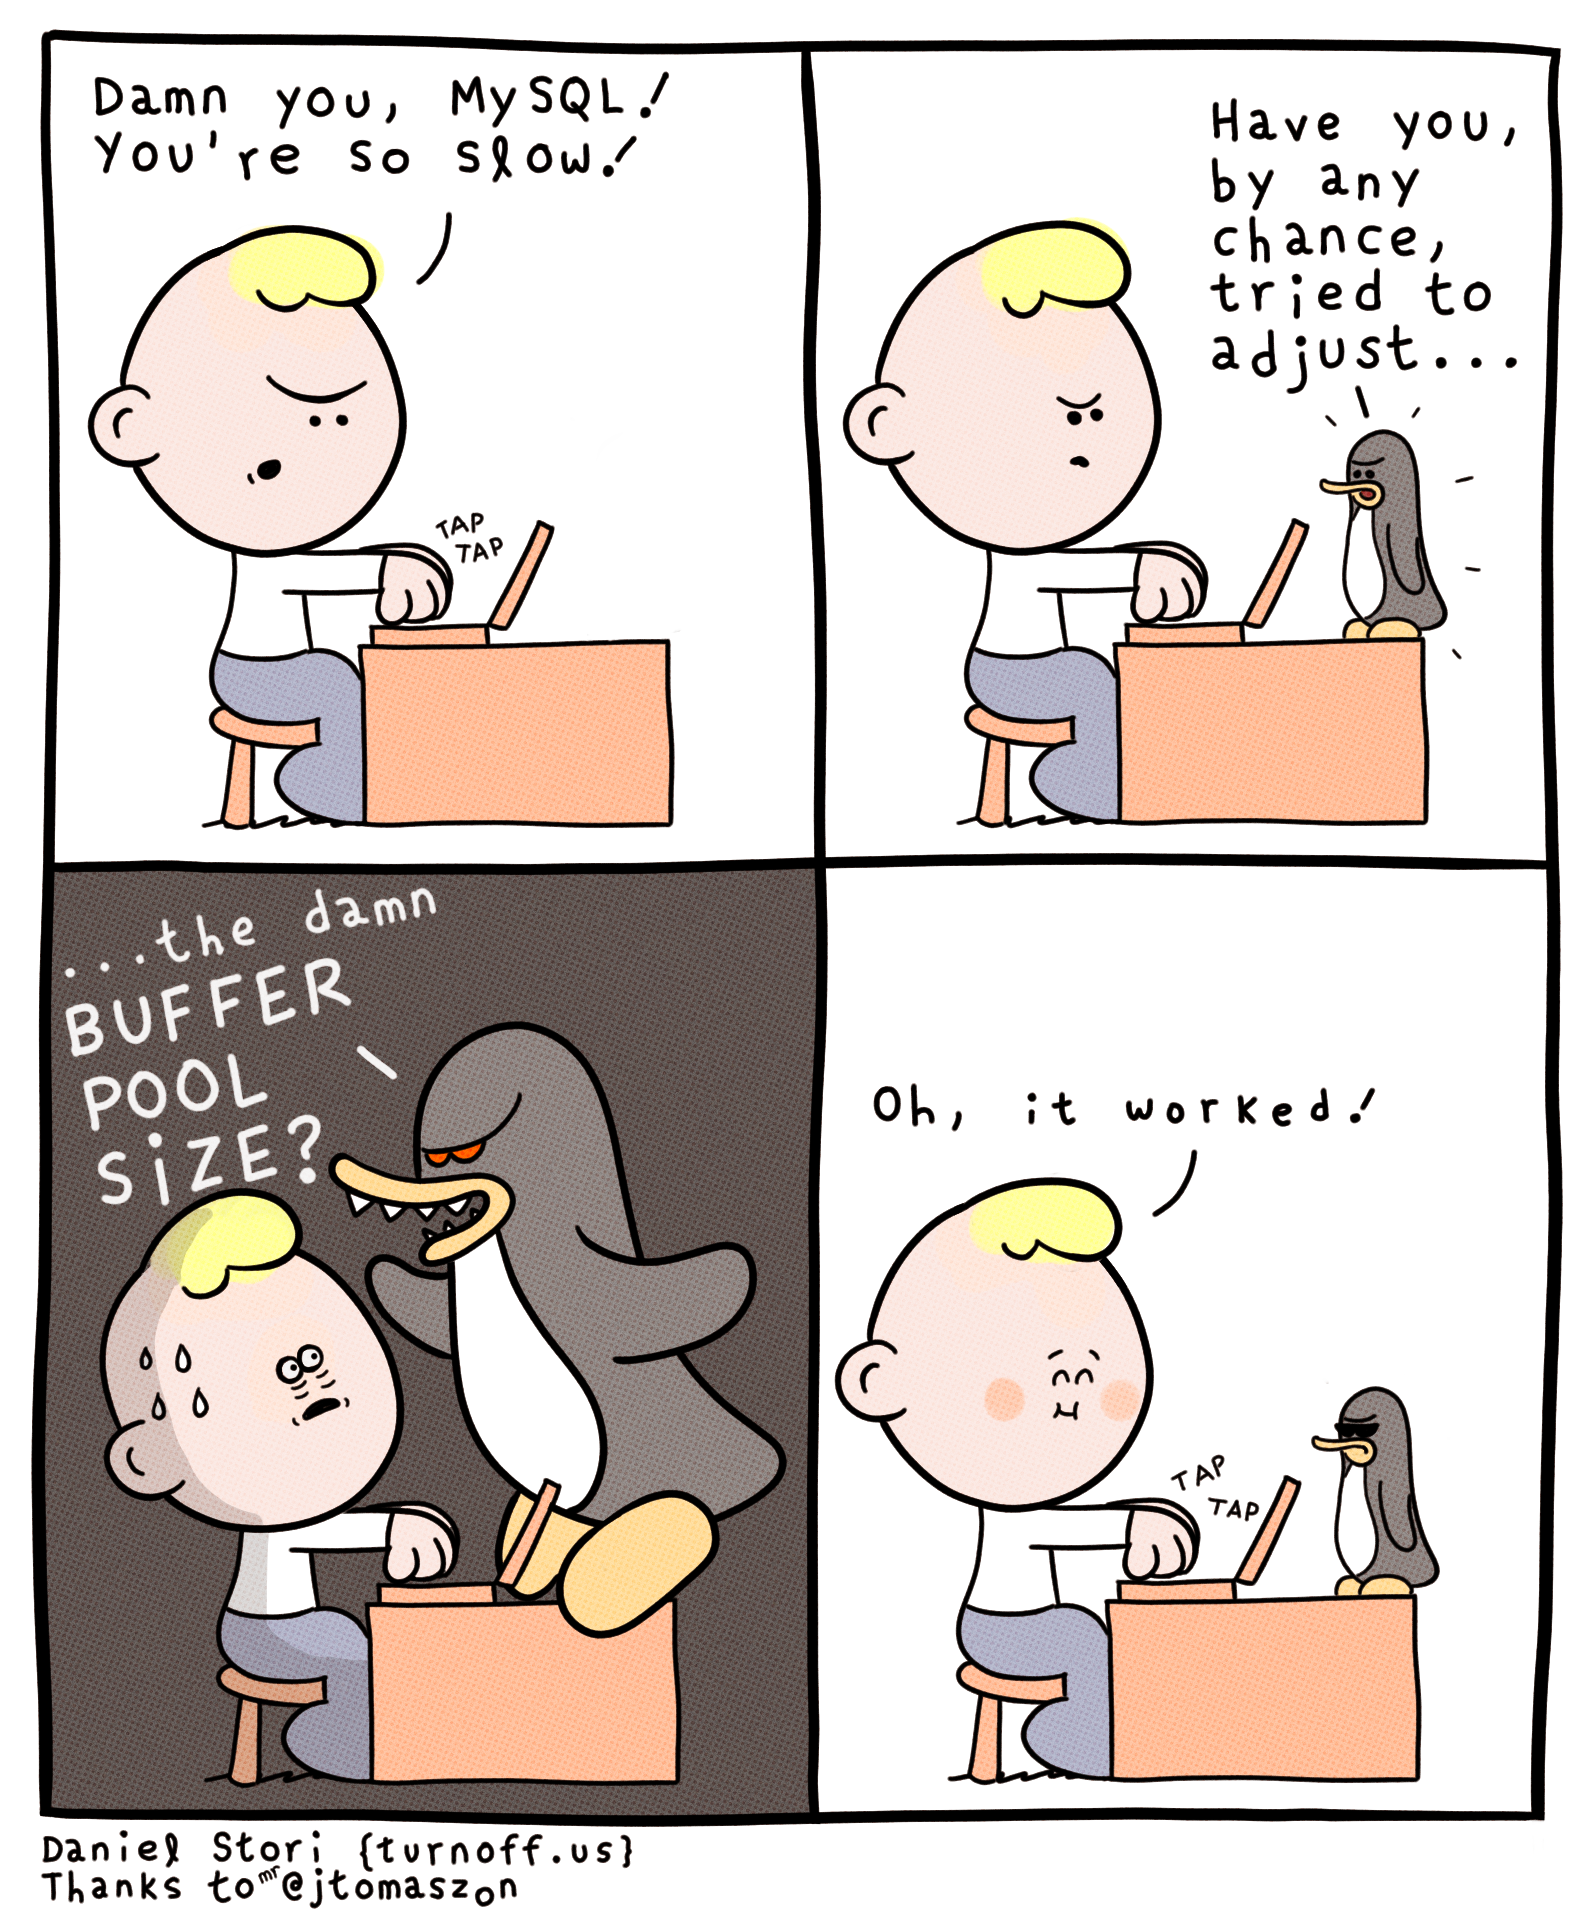 Damn you, MySQL!
You're so slow!
TAP
TAP
Have you,
by any
chance,
tried to
adjust...
...the damn
BUFFER
POOL
SiZE?
Oh, it worked!
TAP
TAP
Daniel Stori {turnoff.us}
Thanks to mr @jtomaszon